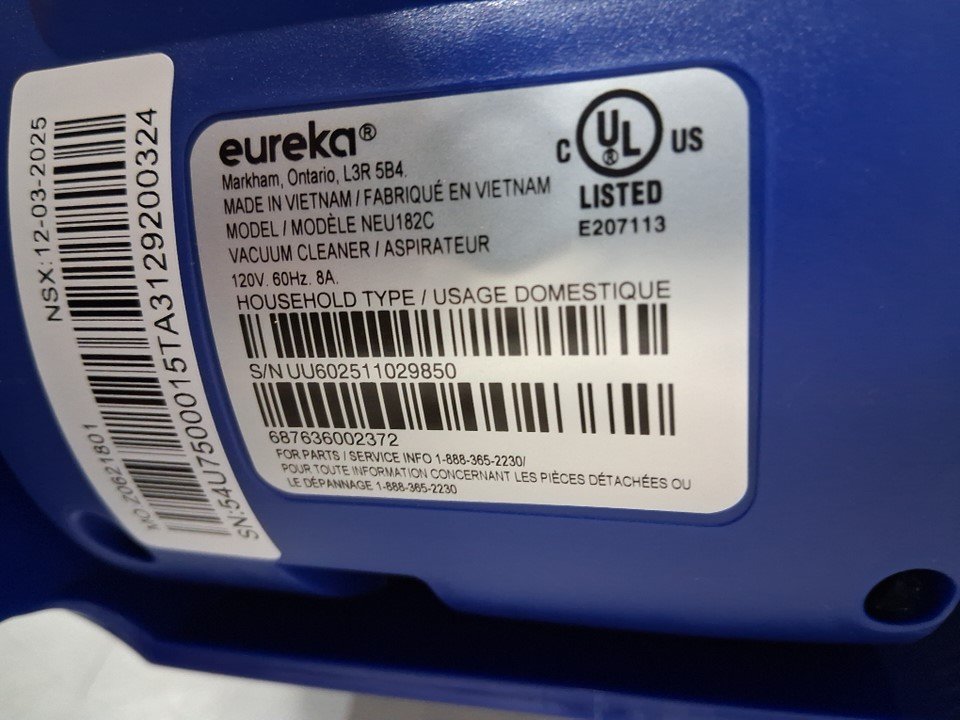 NSX: 12-03-2025
MO Z0621801
SN:54U17500015TA3129200324
eureka®
Markham, Ontario, L3R 5B4.
MADE IN VIETNAM / FABRIQUÉ EN VIETNAM
MODEL / MODÈLE NEU182C
VACUUM CLEANER / ASPIRATEUR
120V. 60Hz. 8A.
HOUSEHOLD TYPE / USAGE DOMESTIQUE
C UL® US
LISTED
E207113
S/N UU602511029850
687636002372
FOR PARTS / SERVICE INFO 1-888-365-2230/
POUR TOUTE INFORMATION CONCERNANT LES PIÈCES DÉTACHÉES OU
LE DÉPANNAGE 1-888-365-2230